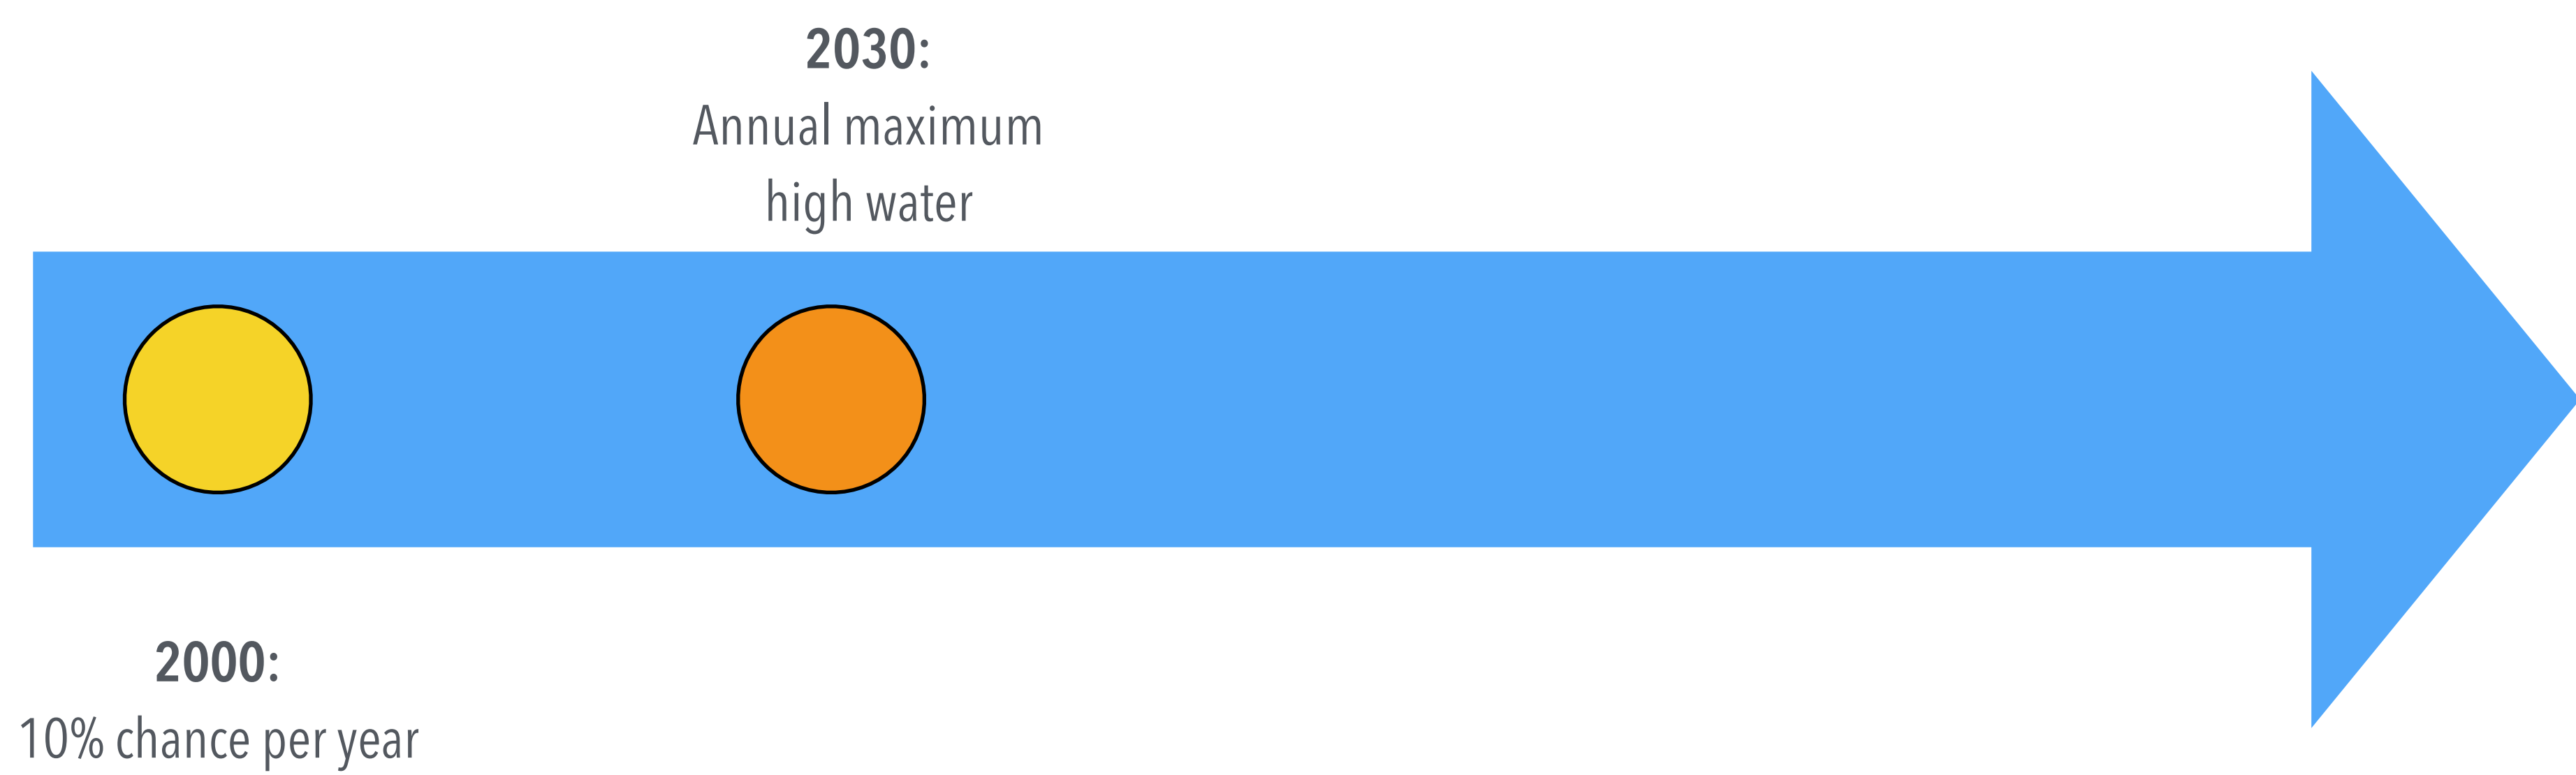 2030:
Annual maximum
high water
2000:
10% chance per year